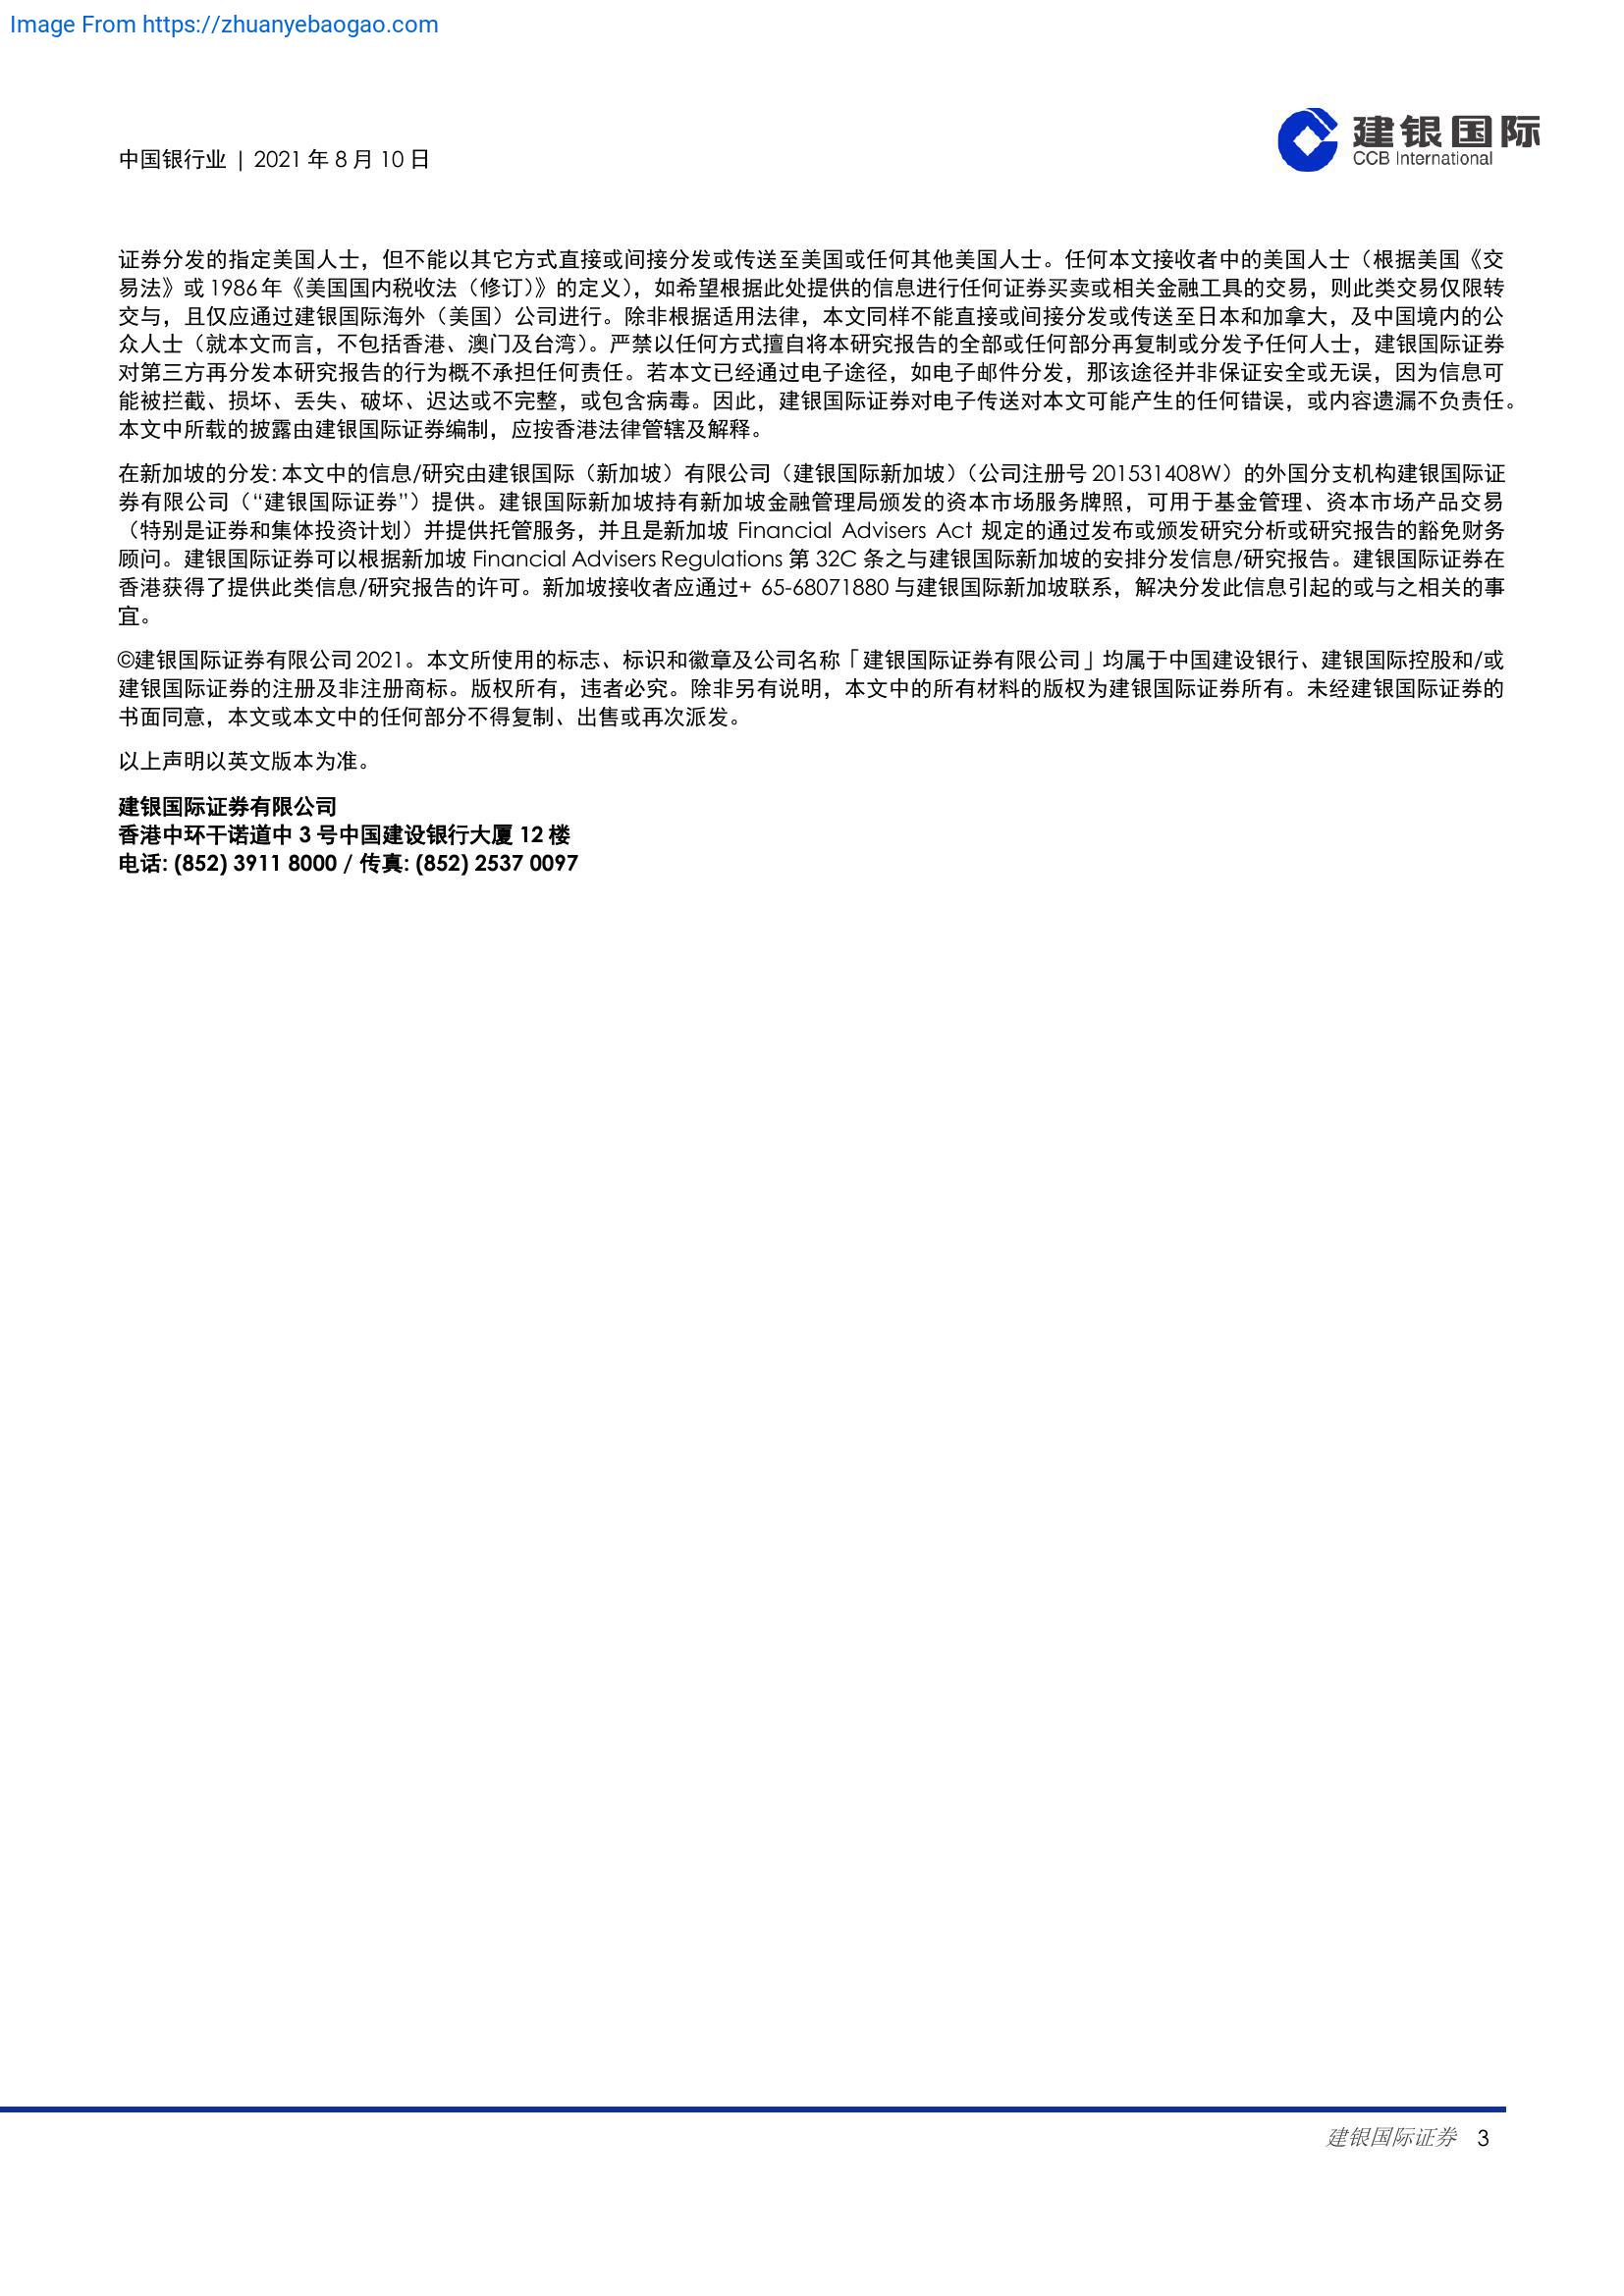 Image From https://zhuanyebaogao.com
建银国际
CCB International
中国银行业 | 2021 年 8 月 10 日
证券分发的指定美国人士，但不能以其它方式直接或间接分发或传送至美国或任何其他美国人士。任何本文接收者中的美国人士（根据美国《交
易法》或 1986 年《美国国内税收法（修订）》的定义），如希望根据此处提供的信息进行任何证券买卖或相关金融工具的交易，则此类交易仅限转
交与，且仅应通过建银国际海外（美国）公司进行。除非根据适用法律，本文同样不能直接或间接分发或传送至日本和加拿大，及中国境内的公
众人士（就本文而言，不包括香港、澳门及台湾）。严禁以任何方式擅自将本研究报告的全部或任何部分再复制或分发予任何人士，建银国际证券
对第三方再分发本研究报告的行为概不承担任何责任。若本文已经通过电子途径，如电子邮件分发，那该途径并非保证安全或无误，因为信息可
能被拦截、损坏、丢失、破坏、迟达或不完整，或包含病毒。因此，建银国际证券对电子传送对本文可能产生的任何错误，或内容遗漏不负责任。
本文中所载的披露由建银国际证券编制，应按香港法律管辖及解释。
在新加坡的分发: 本文中的信息/研究由建银国际（新加坡）有限公司（建银国际新加坡）（公司注册号 201531408W）的外国分支机构建银国际证
券有限公司（“建银国际证券”）提供。建银国际新加坡持有新加坡金融管理局颁发的资本市场服务牌照，可用于基金管理、资本市场产品交易
（特别是证券和集体投资计划）并提供托管服务，并且是新加坡 Financial Advisers Act 规定的通过发布或颁发研究分析或研究报告的豁免财务
顾问。建银国际证券可以根据新加坡 Financial Advisers Regulations 第 32C 条之与建银国际新加坡的安排分发信息/研究报告。建银国际证券在
香港获得了提供此类信息/研究报告的许可。新加坡接收者应通过+ 65-68071880 与建银国际新加坡联系，解决分发此信息引起的或与之相关的事
宜。
©建银国际证券有限公司 2021。本文所使用的标志、标识和徽章及公司名称「建银国际证券有限公司」均属于中国建设银行、建银国际控股和/或
建银国际证券的注册及非注册商标。版权所有，违者必究。除非另有说明，本文中的所有材料的版权为建银国际证券所有。未经建银国际证券的
书面同意，本文或本文中的任何部分不得复制、出售或再次派发。
以上声明以英文版本为准。
建银国际证券有限公司
香港中环干诺道中 3 号中国建设银行大厦 12 楼
电话: (852) 3911 8000 / 传真: (852) 2537 0097
建银国际证券 3